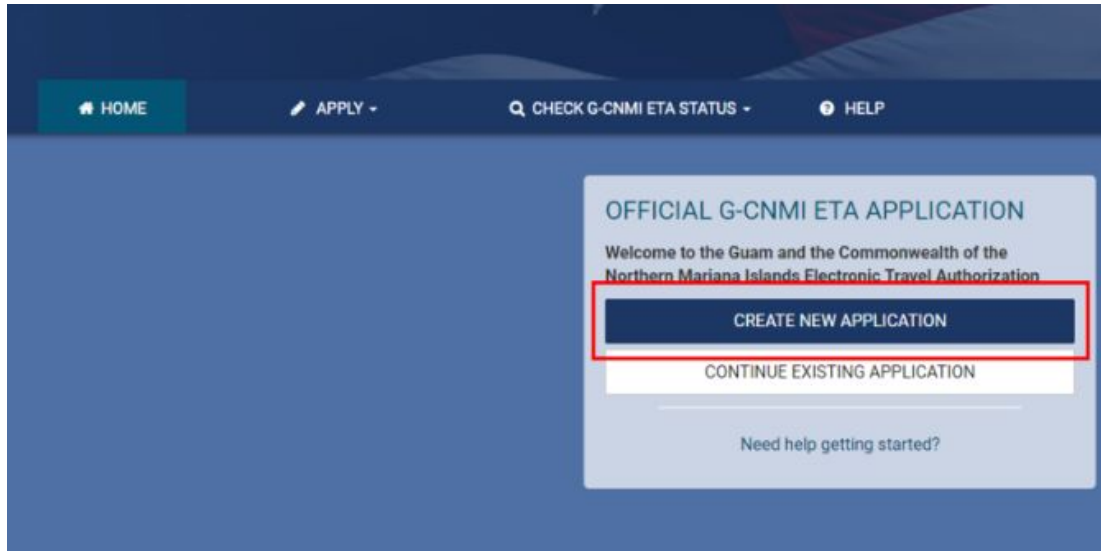 HOME
APPLY
CHECK G-CNMI ETA STATUS
HELP
OFFICIAL G-CNMI ETA APPLICATION
Welcome to the Guam and the Commonwealth of the
Northern Mariana Islands Electronic Travel Authorization
CREATE NEW APPLICATION
CONTINUE EXISTING APPLICATION
Need help getting started?